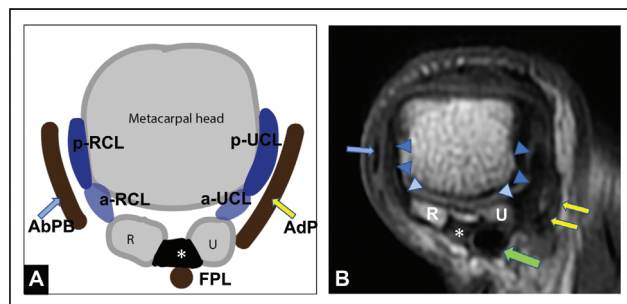 Metacarpal head
p-RCL
p-UCL
a-RCL
a-UCL
AbPB
AdP
R
U
*
FPL
A
R
U
*
B